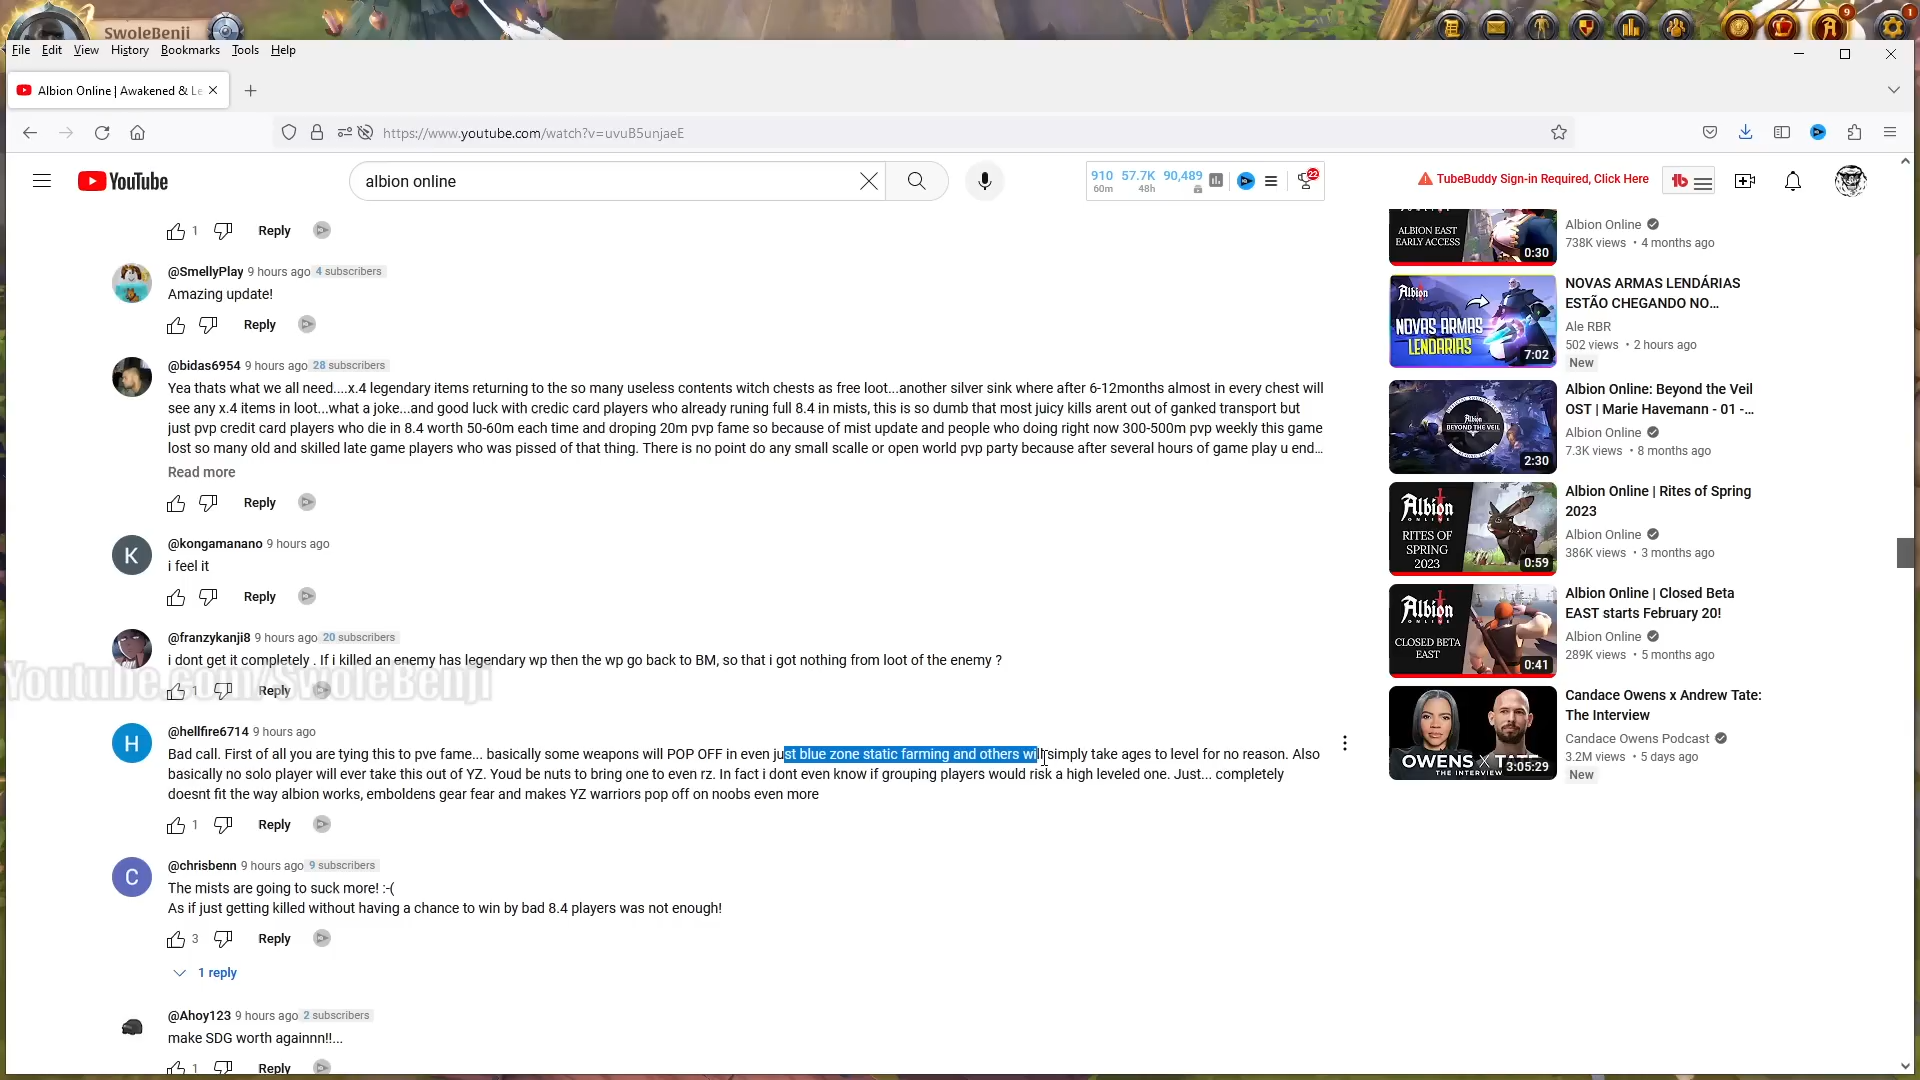 SwoleBenji
9
1
File Edit View History Bookmarks Tools Help
Albion Online | Awakened & Le
https://www.youtube.com/watch?v=uvuB5unjaeE
YouTube
albion online
910 57.7K 90,489
60m 48h
22
TubeBuddy Sign-in Required, Click Here
tb
1 Reply
@SmellyPlay 9 hours ago 4 subscribers
Amazing update!
Reply
@bidas6954 9 hours ago 28 subscribers
Yea thats what we all need....x.4 legendary items returning to the so many useless contents witch chests as free loot...another silver sink where after 6-12months almost in every chest will
see any x.4 items in loot...what a joke...and good luck with credic card players who already runing full 8.4 in mists, this is so dumb that most juicy kills arent out of ganked transport but
just pvp credit card players who die in 8.4 worth 50-60m each time and droping 20m pvp fame so because of mist update and people who doing right now 300-500m pvp weekly this game
lost so many old and skilled late game players who was pissed of that thing. There is no point do any small scalle or open world pvp party because after several hours of game play u end...
Read more
Reply
K
@kongamanano 9 hours ago
i feel it
Reply
@franzykanji8 9 hours ago 20 subscribers
i dont get it completely . If i killed an enemy has legendary wp then the wp go back to BM, so that i got nothing from loot of the enemy ?
Youtube.com/SwoleBenji
1 Reply
H
@hellfire6714 9 hours ago
Bad call. First of all you are tying this to pve fame... basically some weapons will POP OFF in even just blue zone static farming and others will simply take ages to level for no reason. Also
basically no solo player will ever take this out of YZ. Youd be nuts to bring one to even rz. In fact i dont even know if grouping players would risk a high leveled one. Just... completely
doesnt fit the way albion works, emboldens gear fear and makes YZ warriors pop off on noobs even more
1 Reply
C
@chrisbenn 9 hours ago 9 subscribers
The mists are going to suck more! :-(
As if just getting killed without having a chance to win by bad 8.4 players was not enough!
3 Reply
1 reply
@Ahoy123 9 hours ago 2 subscribers
make SDG worth againnn!!...
1 Reply
ALBION EAST
EARLY ACCESS
0:30
Albion Online
738K views • 4 months ago
Albion
NOVAS ARMAS
LENDARIAS
7:02
NOVAS ARMAS LENDÁRIAS
ESTÃO CHEGANDO NO...
Ale RBR
502 views • 2 hours ago
New
Albion
BEYOND THE VEIL
2:30
Albion Online: Beyond the Veil
OST | Marie Havemann - 01 -...
Albion Online
7.3K views • 8 months ago
Albion
ONLINE
RITES OF
SPRING
2023
0:59
Albion Online | Rites of Spring
2023
Albion Online
386K views • 3 months ago
Albion
ONLINE
CLOSED BETA
EAST
0:41
Albion Online | Closed Beta
EAST starts February 20!
Albion Online
289K views • 5 months ago
OWENS X TATE
THE INTERVIEW
3:05:29
Candace Owens x Andrew Tate:
The Interview
Candace Owens Podcast
3.2M views • 5 days ago
New